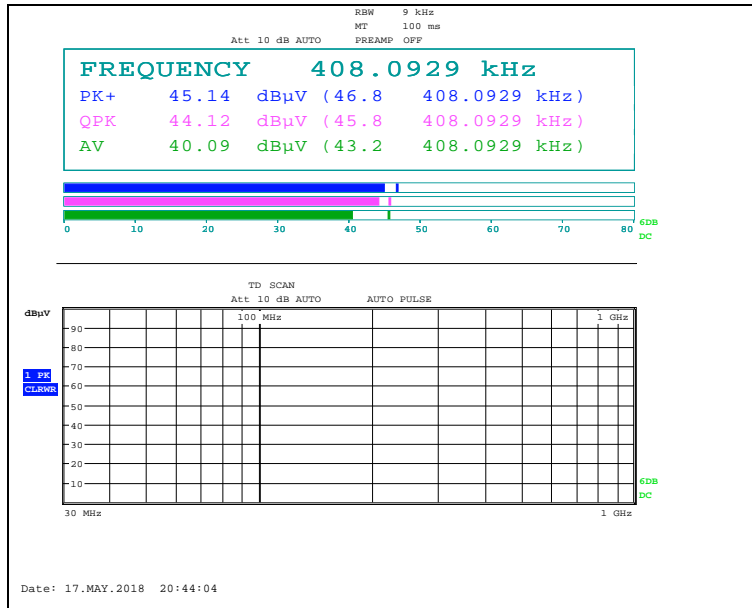 RBW 9 kHz
MT 100 ms
Att 10 dB AUTO PREAMP OFF
FREQUENCY 408.0929 kHz
PK+ 45.14 dBµV (46.8 408.0929 kHz)
QPK 44.12 dBµV (45.8 408.0929 kHz)
AV 40.09 dBµV (43.2 408.0929 kHz)
0 10 20 30 40 50 60 70 80
6DB
DC
TD SCAN
Att 10 dB AUTO AUTO PULSE
dBµV
100 MHz 1 GHz
90
80
70
1 PK
60
CLRWR
50
40
30
20
10
6DB
DC
30 MHz 1 GHz
Date: 17.MAY.2018 20:44:04